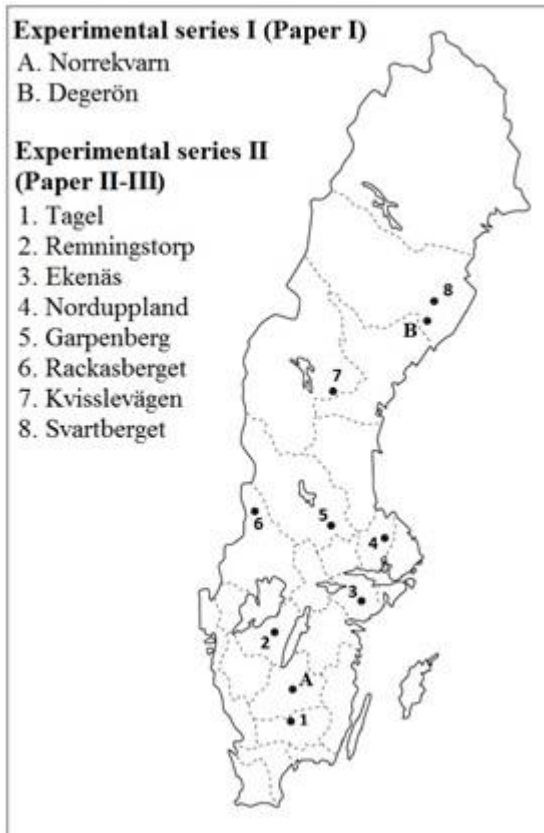 Experimental series I (Paper I)
A. Norrekvarn
B. Degerön
Experimental series II
(Paper II-III)
1. Tagel
2. Remningstorp
3. Ekenäs
4. Norduppland
5. Garpenberg
6. Rackasberget
7. Kvisslevägen
8. Svartberget
8
B
7
6
5
4
3
2
A
1